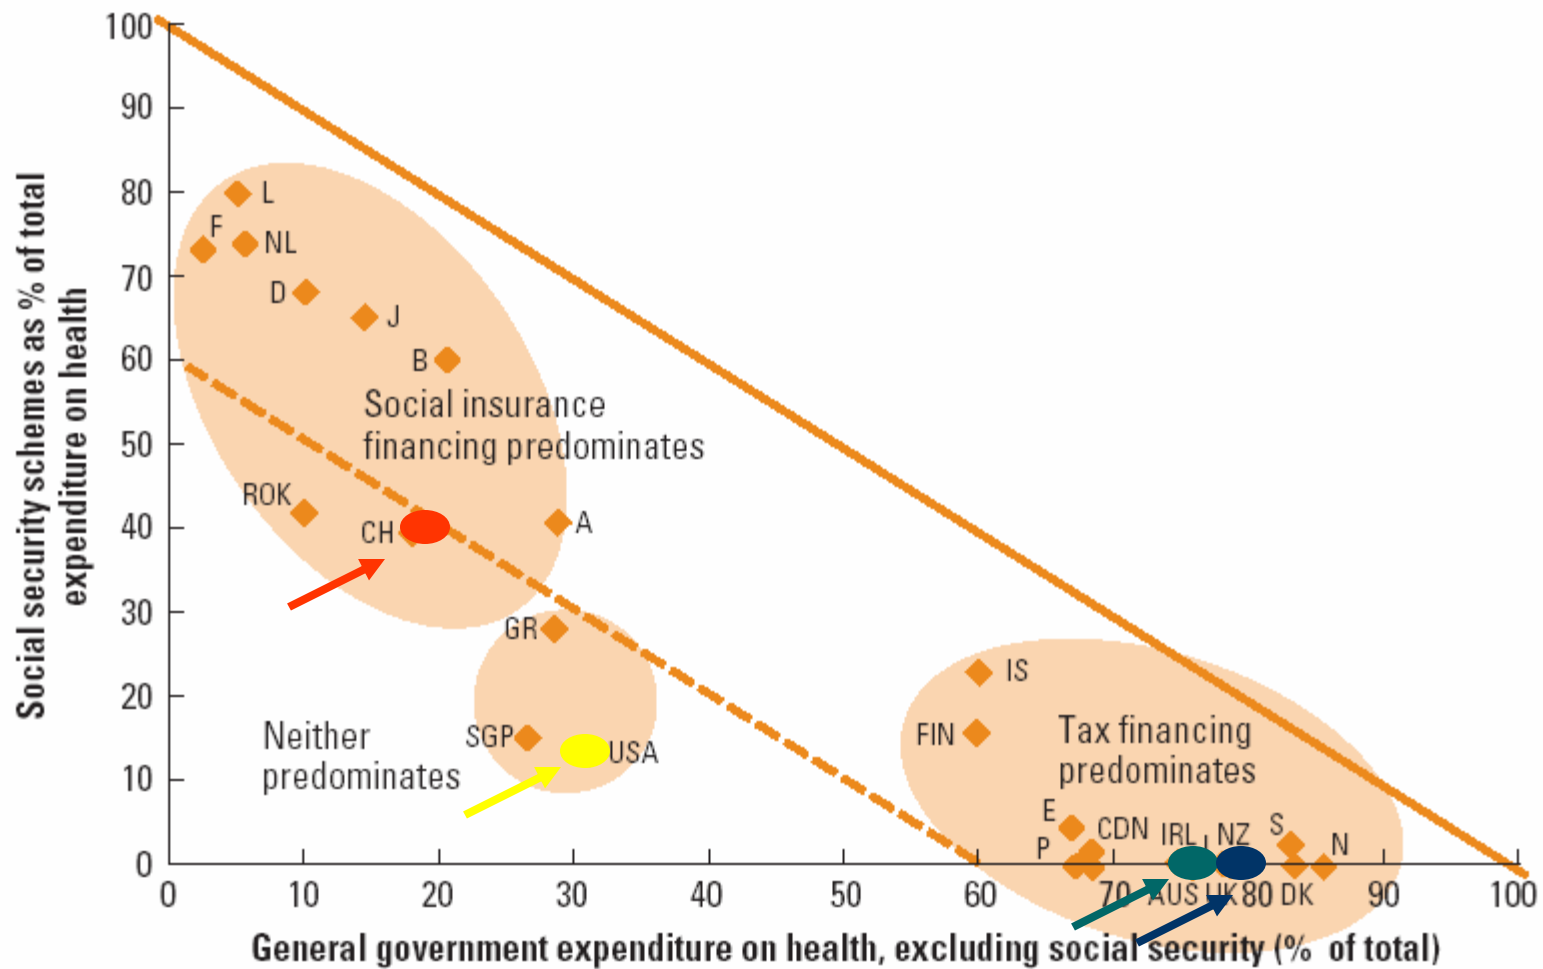 Social security schemes as % of total
expenditure on health
100
90
80
70
60
50
40
30
20
10
0
L
F
NL
D
J
B
Social insurance
financing predominates
ROK
CH
A
GR
SGP
USA
Neither
predominates
IS
FIN
Tax financing
predominates
E
CDN
IRL
NZ
S
P
N
0 10 20 30 40 50 60 70 AUS UK 80 DK 90 100
General government expenditure on health, excluding social security (% of total)